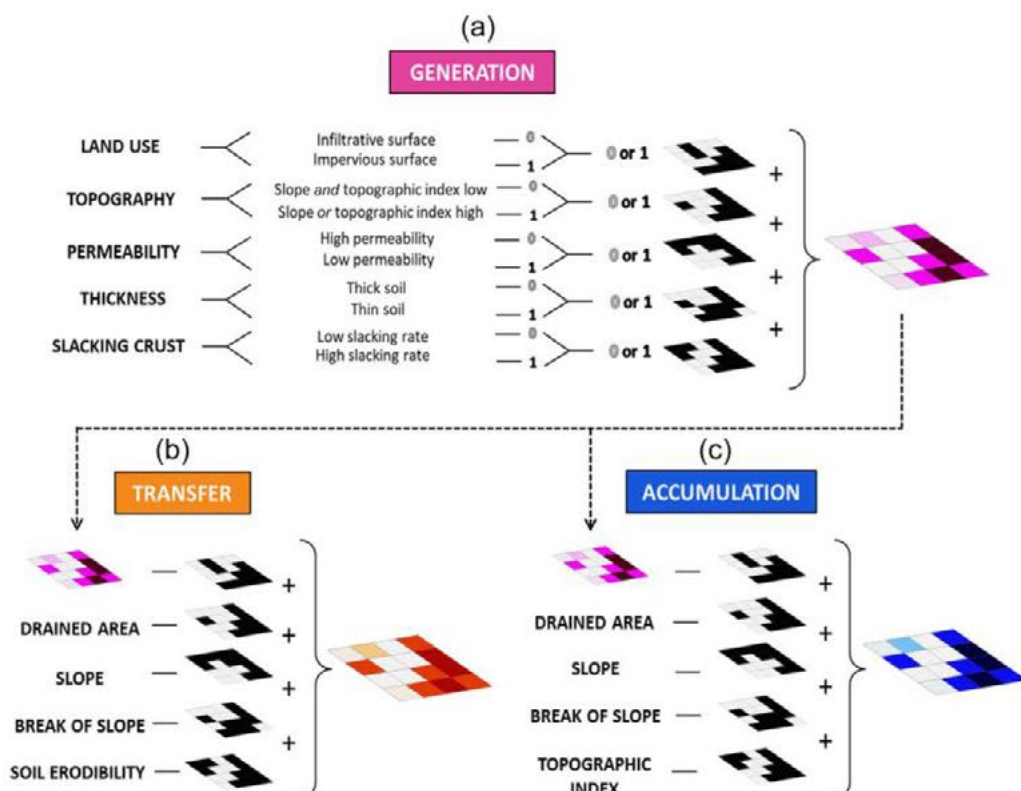 (a)
GENERATION
LAND USE
Infiltrative surface
0
Impervious surface
1
0 or 1
+
TOPOGRAPHY
Slope and topographic index low
0
Slope or topographic index high
1
0 or 1
+
PERMEABILITY
High permeability
0
Low permeability
1
0 or 1
+
THICKNESS
Thick soil
0
Thin soil
1
0 or 1
+
SLACKING CRUST
Low slacking rate
0
High slacking rate
1
0 or 1
(b)
TRANSFER
+
DRAINED AREA
+
SLOPE
+
BREAK OF SLOPE
+
SOIL ERODIBILITY
(c)
ACCUMULATION
+
DRAINED AREA
+
SLOPE
+
BREAK OF SLOPE
+
TOPOGRAPHIC
INDEX